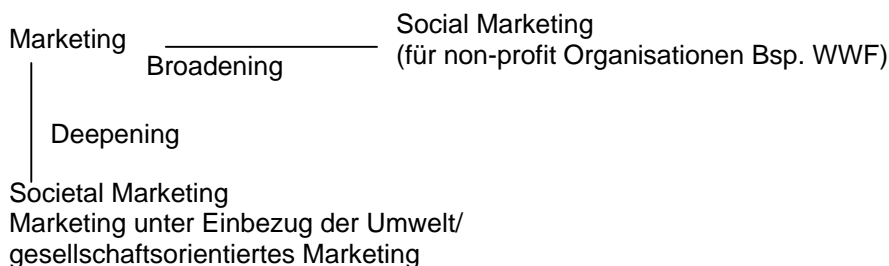 Marketing
Social Marketing
(für non-profit Organisationen Bsp. WWF)
Broadening
Deepening
Societal Marketing
Marketing unter Einbezug der Umwelt/
gesellschaftsorientiertes Marketing